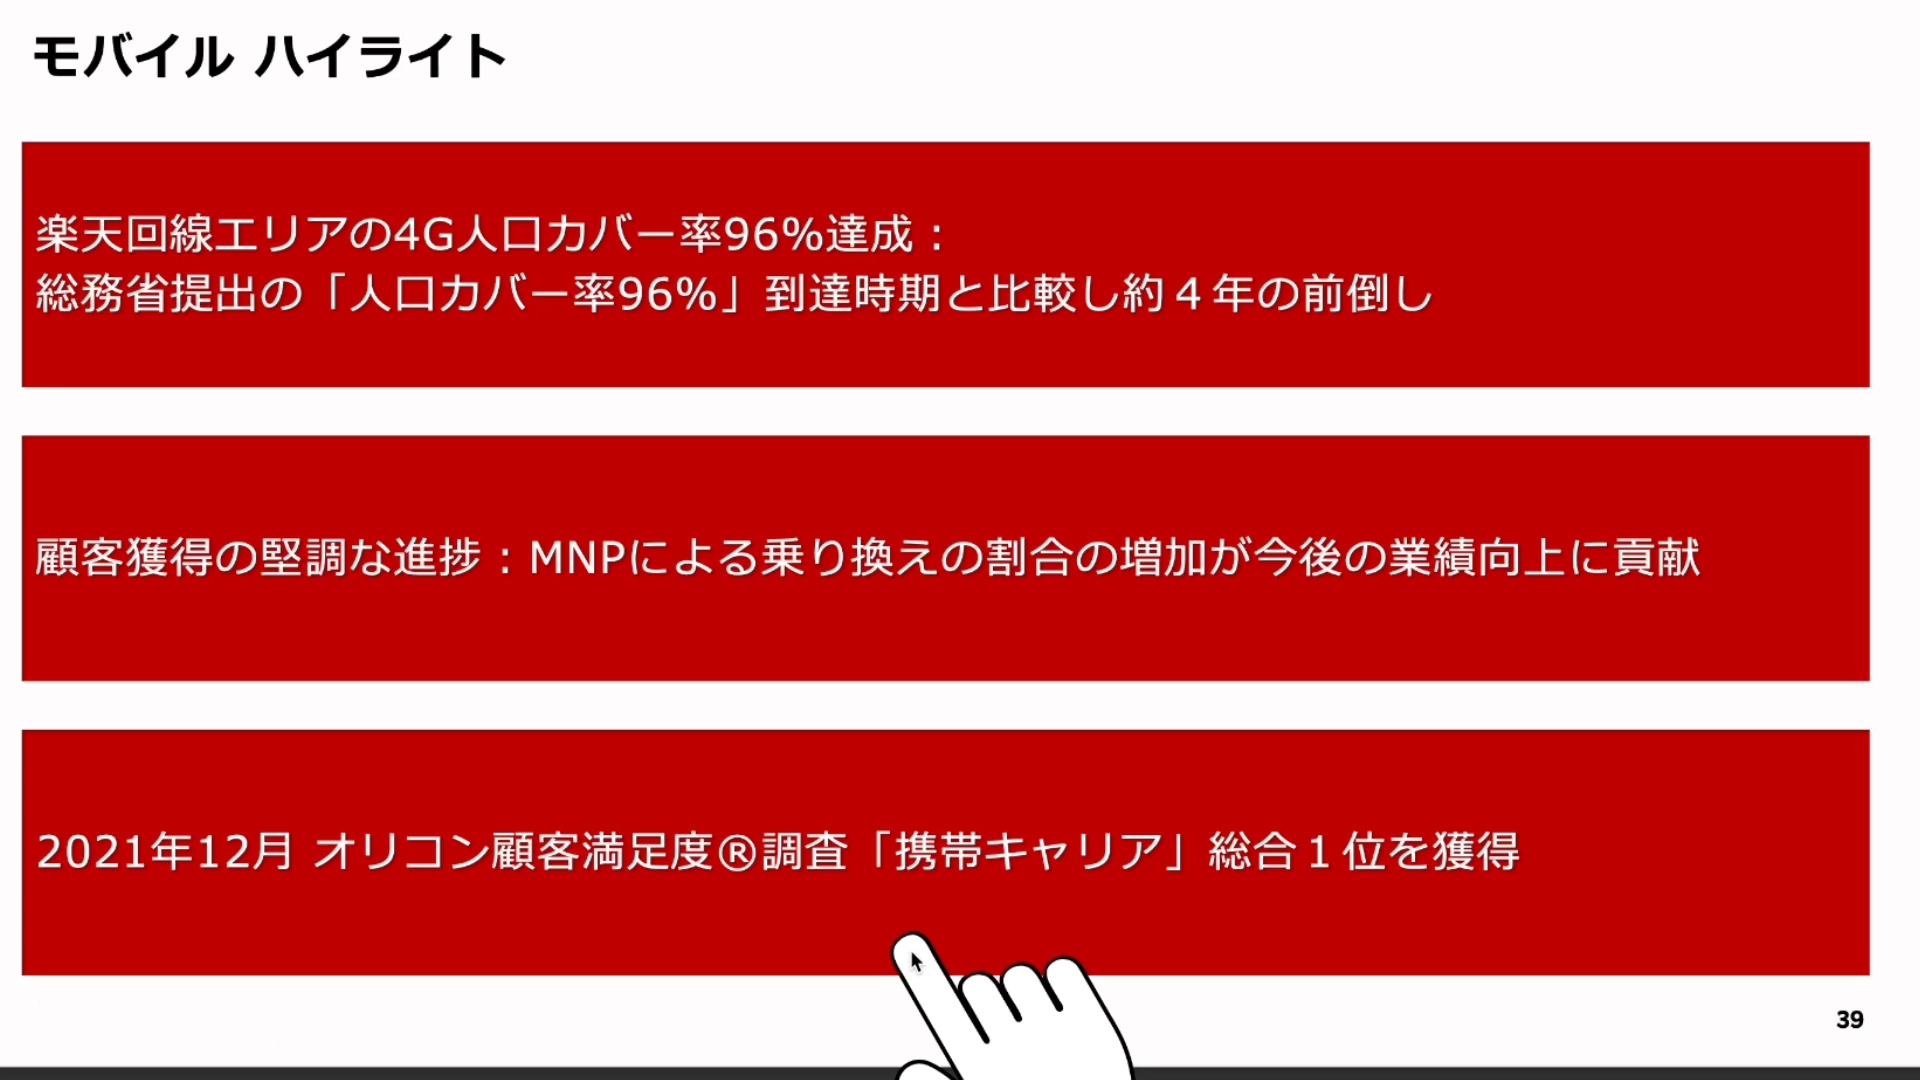 モバイル ハイライト
楽天回線エリアの4G人口カバー率96%達成：
総務省提出の「人口カバー率96%」到達時期と比較し約４年の前倒し
顧客獲得の堅調な進捗：MNPによる乗り換えの割合の増加が今後の業績向上に貢献
2021年12月 オリコン顧客満足度®調査「携帯キャリア」総合１位を獲得
39